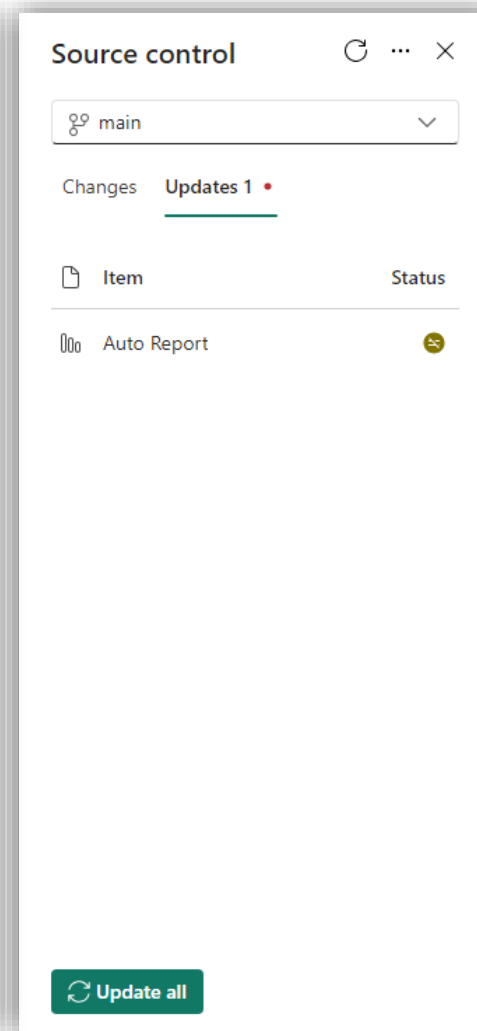 Source control
main
Changes Updates 1
Item Status
Auto Report
Update all